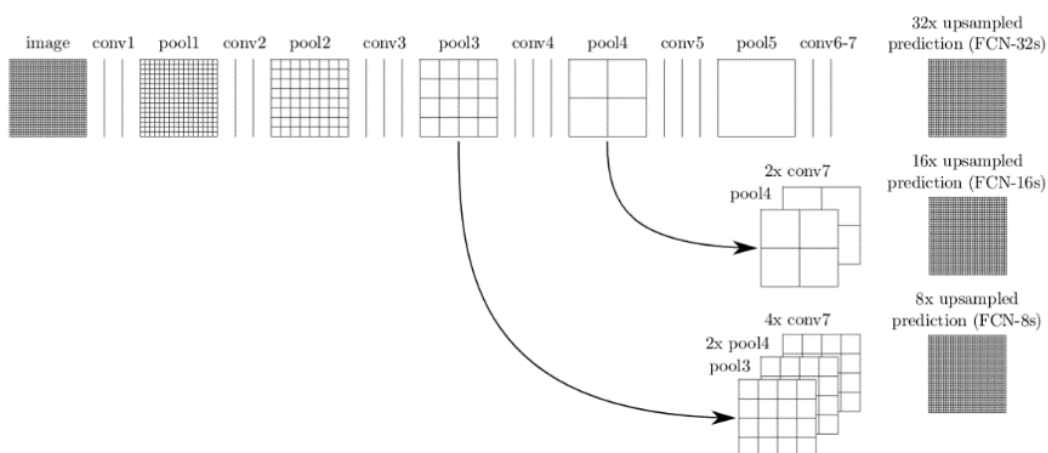 image conv1 pool1 conv2 pool2 conv3 pool3 conv4 pool4 conv5 pool5 conv6-7
32x upsampled
prediction (FCN-32s)
2x conv7
pool4
16x upsampled
prediction (FCN-16s)
4x conv7
2x pool4
pool3
8x upsampled
prediction (FCN-8s)